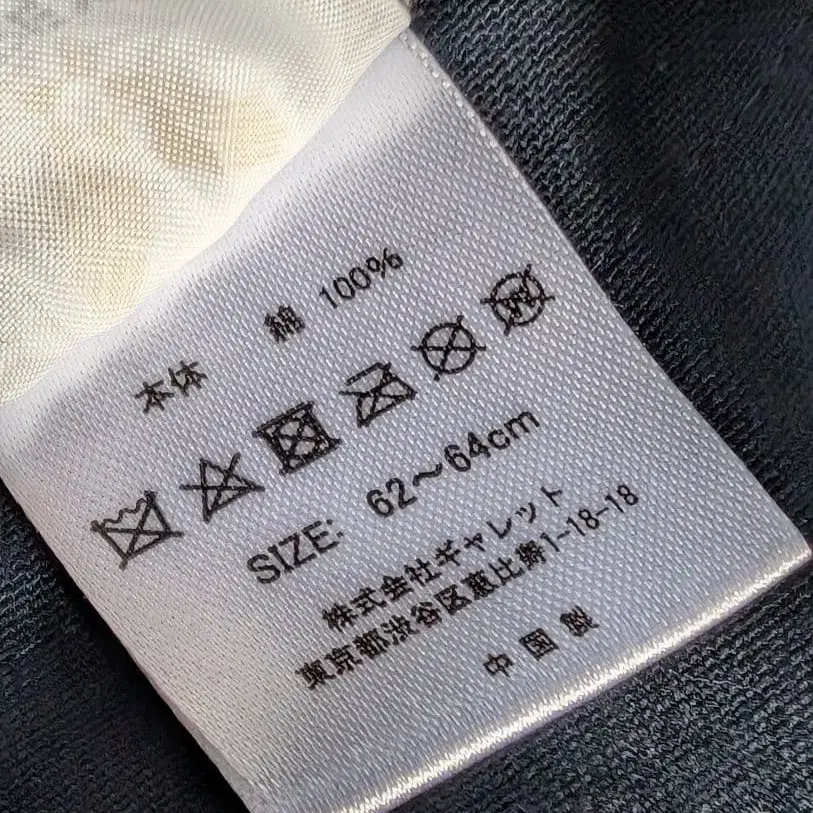 本体 綿 100%
SIZE: 62～64cm
株式会社ギャレット
東京都渋谷区恵比寿1-18-18
中国製